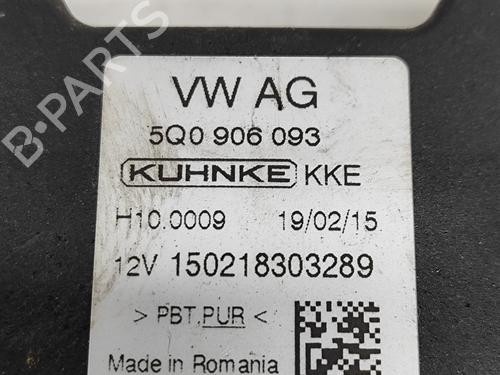 B-PARTS
VW AG
5Q0 906 093
KUHNKE KKE
H10.0009 19/02/15
12V 150218303289
> PBT.PUR <
Made in Romania